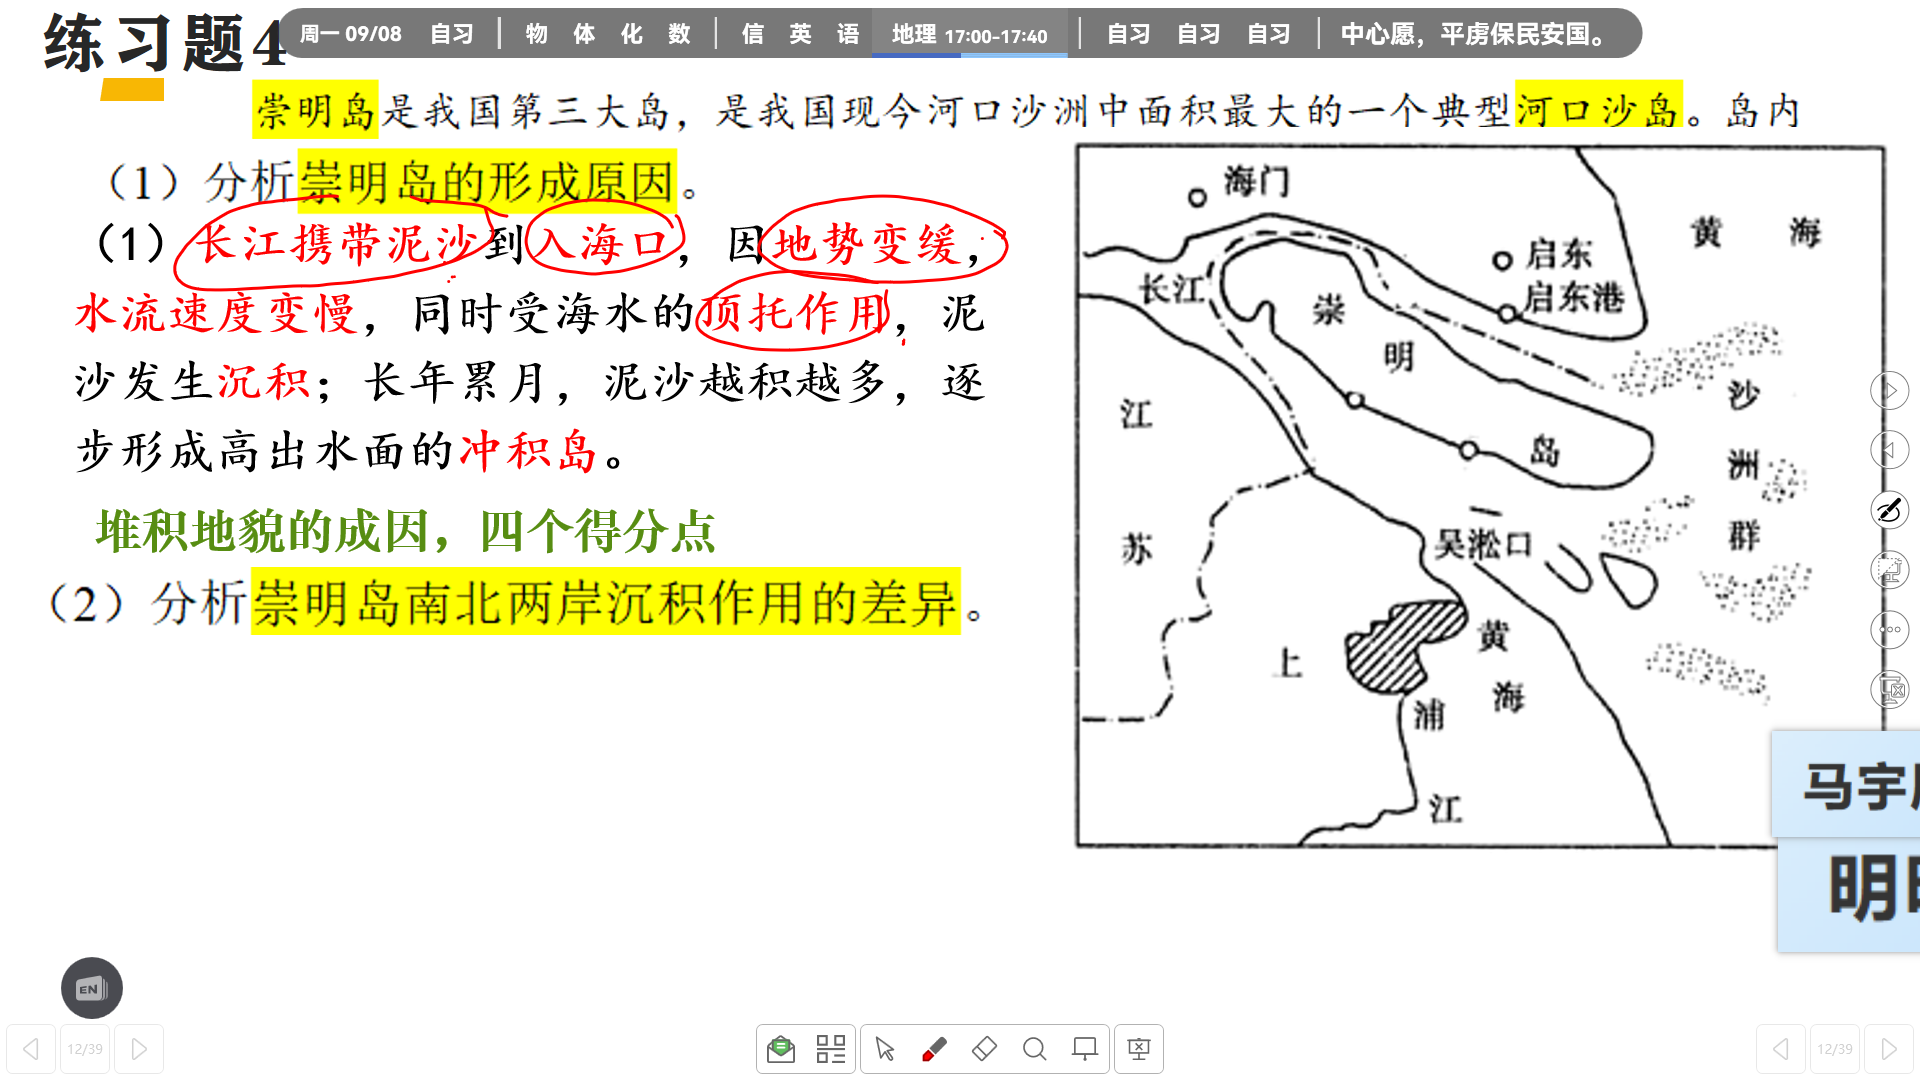 练习题4
周一 09/08 自习 | 物 体 化 数 | 信 英 语 地理 17:00-17:40 | 自习 自习 自习 | 中心愿，平虏保民安国。
崇明岛是我国第三大岛，是我国现今河口沙洲中面积最大的一个典型河口沙岛。岛内
（1）分析崇明岛的形成原因。
（1）长江携带泥沙到入海口，因地势变缓，
水流速度变慢，同时受海水的顶托作用，泥
沙发生沉积；长年累月，泥沙越积越多，逐
步形成高出水面的冲积岛。
堆积地貌的成因，四个得分点
（2）分析崇明岛南北两岸沉积作用的差异。
海门
黄海
启东
启东港
长江
崇明岛
沙洲群
江苏
吴淞口
上海
黄浦江
马宇
明
EN
12/39
12/39